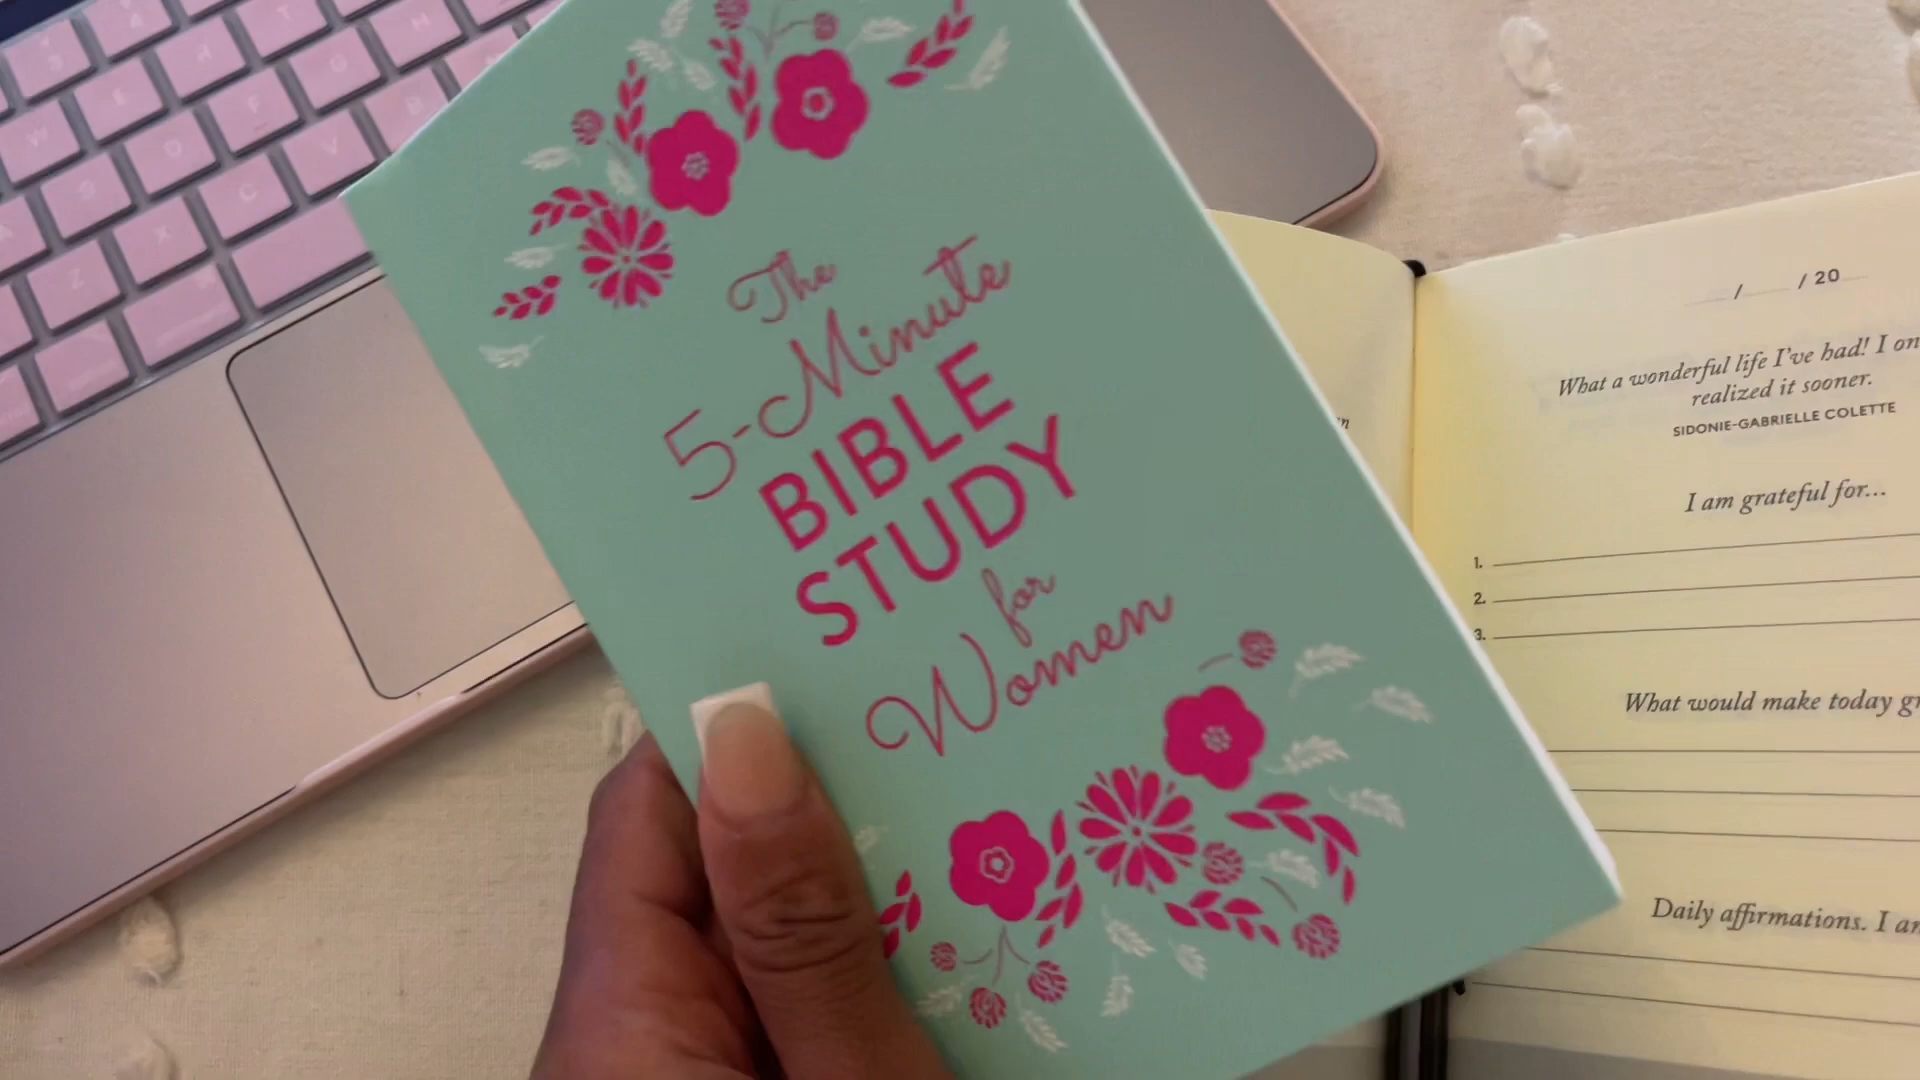 The
5-Minute
BIBLE
STUDY
for
Women
/ / 20
What a wonderful life I've had! I
realized it sooner.
SIDONIE-GABRIELLE COLETTE
I am grateful for...
1.
2.
3.
What would make today
Daily affirmations. I